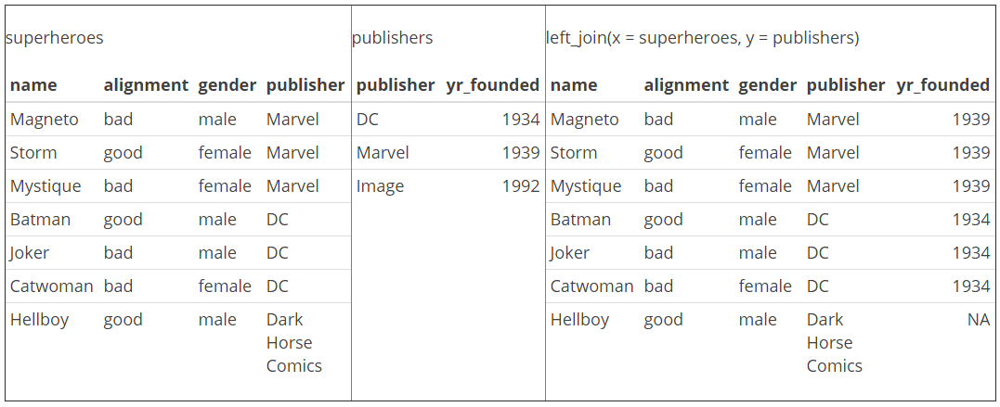 superheroes publishers left_join(x = superheroes, y = publishers)
name alignment gender publisher publisher yr_founded name alignment gender publisher yr_founded
Magneto bad male Marvel DC 1934 Magneto bad male Marvel 1939
Storm good female Marvel Marvel 1939 Storm good female Marvel 1939
Mystique bad female Marvel Image 1992 Mystique bad female Marvel 1939
Batman good male DC Batman good male DC 1934
Joker bad male DC Joker bad male DC 1934
Catwoman bad female DC Catwoman bad female DC 1934
Hellboy good male Dark Hellboy good male Dark NA
Horse Horse
Comics Comics